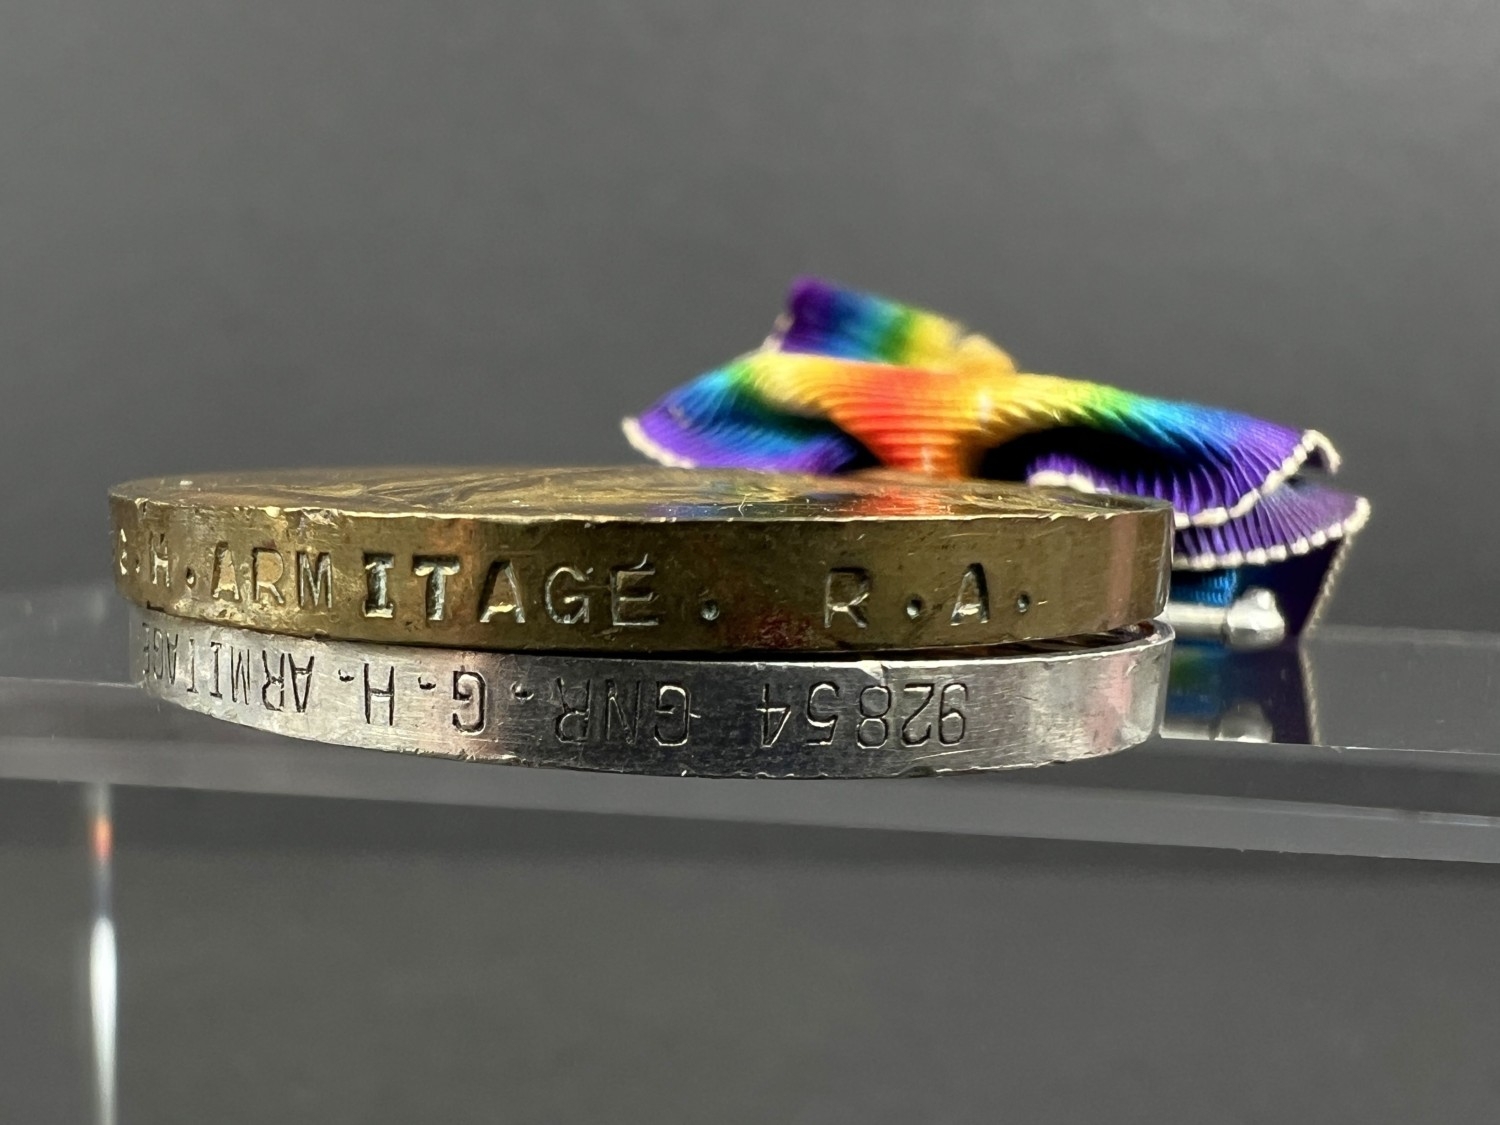 G.H.ARMITAGE. R.A.
92854 GNR. G.H. ARMITAGE